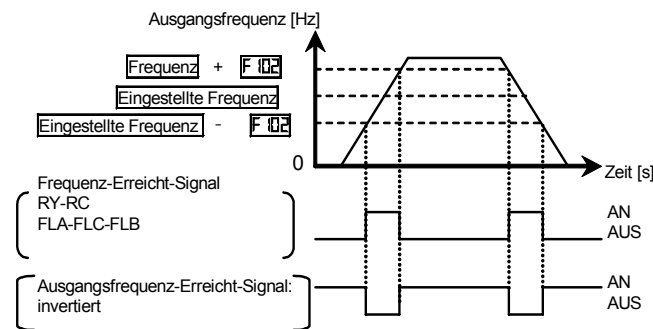 Ausgangsfrequenz [Hz]
Frequenz + F102
Eingestellte Frequenz
Eingestellte Frequenz - F102
0
Zeit [s]
Frequenz-Erreicht-Signal
RY-RC
FLA-FLC-FLB
AN
AUS
Ausgangsfrequenz-Erreicht-Signal:
invertiert
AN
AUS